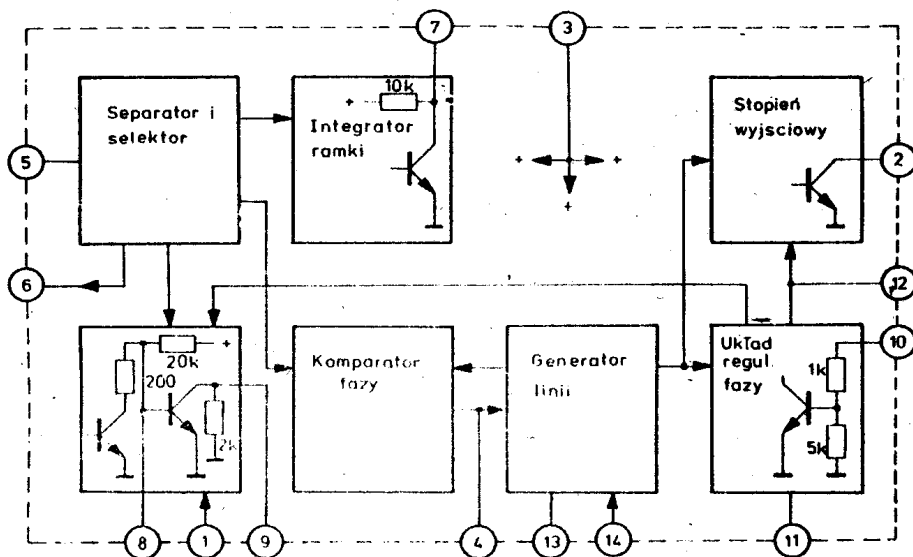 7
3
Separator i
selektor
10k
+
Integrator
ramki
Stopień
wyjsciowy
5
+
+
+
2
6
12
20k
+
200
2k
Komparator
fazy
Generator
linii
Układ
regul.
fazy
10
1k
5k
8
1
9
4
13
14
11